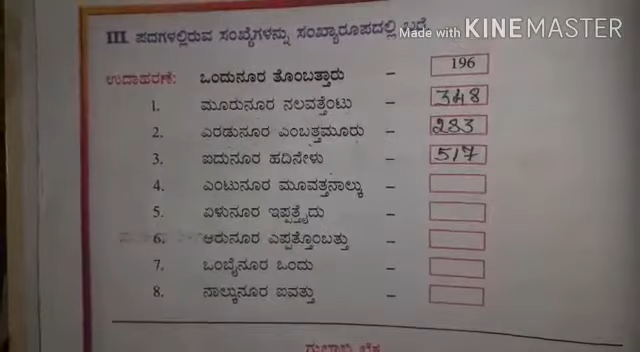 III ಪದಗಳಲ್ಲಿರುವ ಸಂಖ್ಯೆಗಳನ್ನು ಸಂಖ್ಯಾರೂಪದಲ್ಲಿ ಬರೆ.
Made with KINEMASTER
ಉದಾಹರಣೆ: ಒಂದುನೂರ ತೊಂಬತ್ತಾರು – 196
1. ಮೂರುನೂರ ನಲವತ್ತೆಂಟು – 348
2. ಎರಡುನೂರ ಎಂಬತ್ತಮೂರು – 283
3. ಐದುನೂರ ಹದಿನೇಳು – 517
4. ಎಂಟುನೂರ ಮೂವತ್ತನಾಲ್ಕು –
5. ಏಳುನೂರ ಇಪ್ಪತ್ತೈದು –
6. ಆರುನೂರ ಎಪ್ಪತ್ತೊಂಬತ್ತು –
7. ಒಂಬೈನೂರ ಒಂದು –
8. ನಾಲ್ಕುನೂರ ಐವತ್ತು –